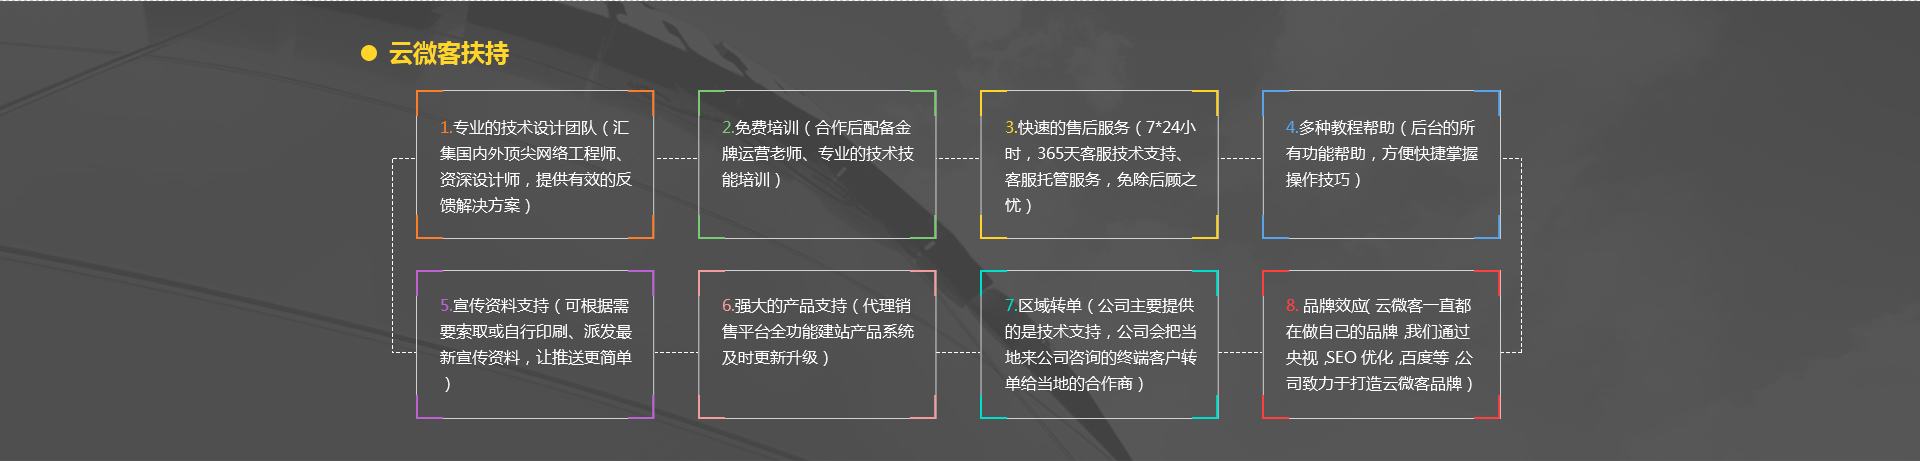 云微客扶持
1.专业的技术设计团队（汇
集国内外顶尖网络工程师、
资深设计师，提供有效的反
馈解决方案）
2.免费培训（合作后配备金
牌运营老师、专业的技术技
能培训）
3.快速的售后服务（7*24小
时，365天客服技术支持、
客服托管服务，免除后顾之
忧）
4.多种教程帮助（后台的所
有功能帮助，方便快捷掌握
操作技巧）
5.宣传资料支持（可根据需
要索取或自行印刷、派发最
新宣传资料，让推送更简单
）
6.强大的产品支持（代理销
售平台全功能建站产品系统
及时更新升级）
7.区域转单（公司主要提供
的是技术支持，公司会把当
地来公司咨询的终端客户转
单给当地的合作商）
8. 品牌效应( 云微客一直都
在做自己的品牌 ,我们通过
央视 ,SEO 优化 ,百度等 ,公
司致力于打造云微客品牌）